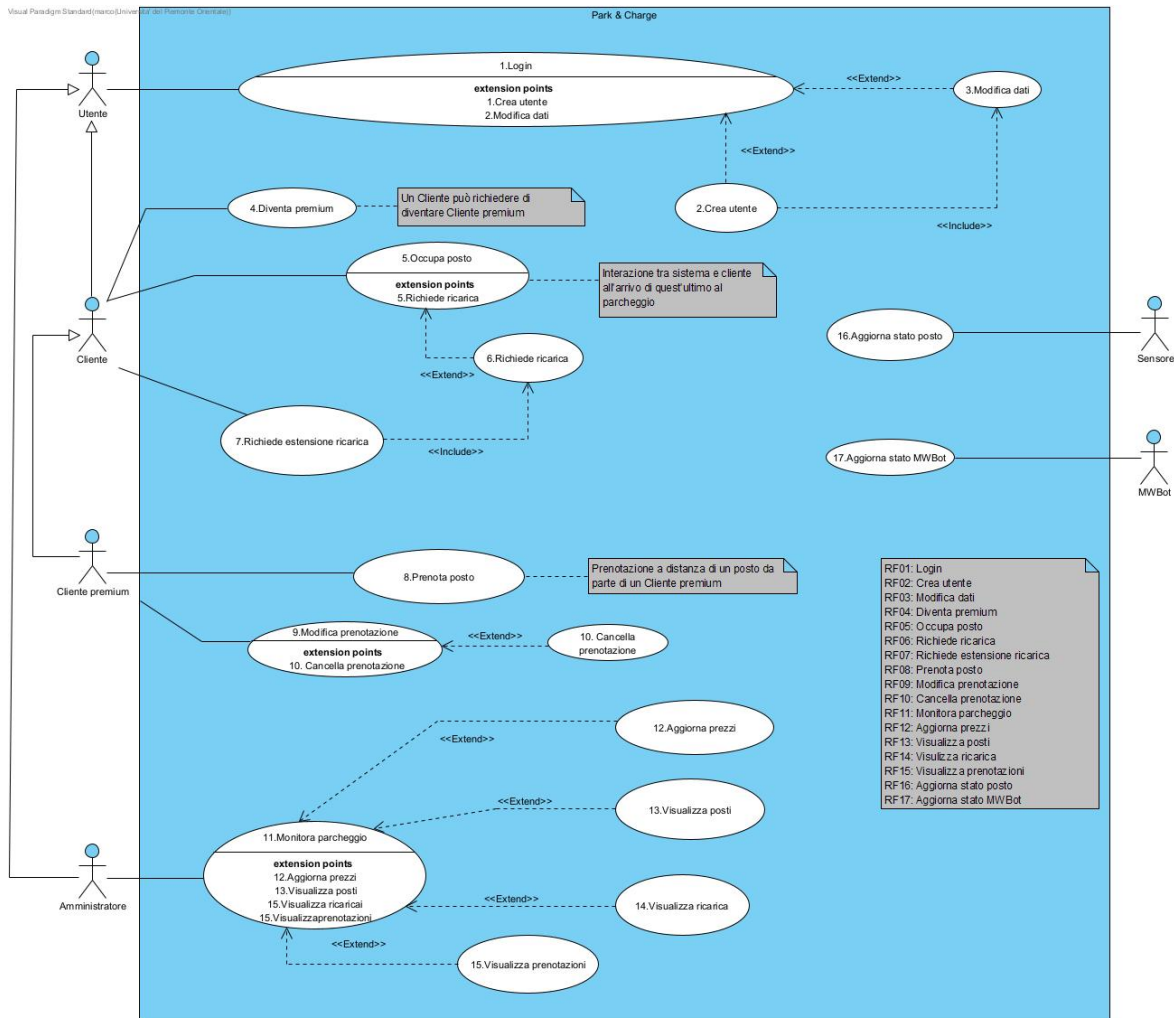 Visual Paradigm Standard(marco(Universita' del Piemonte Orientale))
Park & Charge
Utente
1.Login
extension points
1.Crea utente
2.Modifica dati
<<Extend>>
3.Modifica dati
<<Extend>>
2.Crea utente
<<Include>>
4.Diventa premium
Un Cliente può richiedere di
diventare Cliente premium
5.Occupa posto
extension points
5.Richiede ricarica
Interazione tra sistema e cliente
all'arrivo di quest'ultimo al
parcheggio
Cliente
6.Richiede ricarica
<<Extend>>
7.Richiede estensione ricarica
<<Include>>
16.Aggiorna stato posto
Sensore
17.Aggiorna stato MWBot
MWBot
Cliente premium
8.Prenota posto
Prenotazione a distanza di un posto da
parte di un Cliente premium
9.Modifica prenotazione
extension points
10. Cancella prenotazione
<<Extend>>
10. Cancella
prenotazione
RF01: Login
RF02: Crea utente
RF03: Modifica dati
RF04: Diventa premium
RF05: Occupa posto
RF06: Richiede ricarica
RF07: Richiede estensione ricarica
RF08: Prenota posto
RF09: Modifica prenotazione
RF10: Cancella prenotazione
RF11: Monitora parcheggio
RF12: Aggiorna prezzi
RF13: Visualizza posti
RF14: Visulizza ricarica
RF15: Visualizza prenotazioni
RF16: Aggiorna stato posto
RF17: Aggiorna stato MWBot
12.Aggiorna prezzi
<<Extend>>
13.Visualizza posti
<<Extend>>
Amministratore
11.Monitora parcheggio
extension points
12.Aggiorna prezzi
13.Visualizza posti
15.Visualizza ricaricai
15.Visualizzaprenotazioni
<<Extend>>
14.Visualizza ricarica
<<Extend>>
15.Visualizza prenotazioni